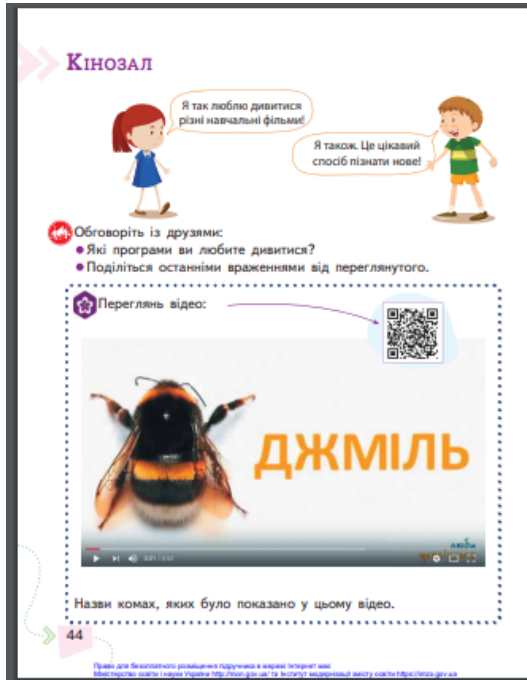 Кінозал
Я так люблю дивитися
різні навчальні фільми!
Я також. Це цікавий
спосіб пізнати нове!
Обговоріть із друзями:
• Які програми ви любите дивитися?
• Поділіться останніми враженнями від переглянутого.
Переглянь відео:
ДЖМІЛЬ
Назви комах, яких було показано у цьому відео.
44
Право для безоплатного розміщення підручника в мережі Інтернет має
Міністерство освіти і науки України http://mon.gov.ua/ та Інститут модернізації змісту освіти https://imzo.gov.ua